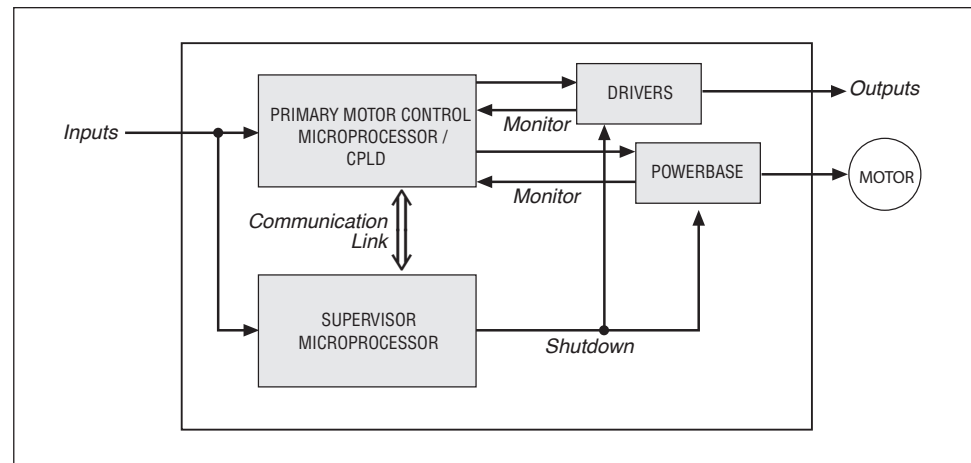 Inputs
PRIMARY MOTOR CONTROL
MICROPROCESSOR /
CPLD
DRIVERS
Outputs
Monitor
POWERBASE
MOTOR
Monitor
Communication
Link
SUPERVISOR
MICROPROCESSOR
Shutdown